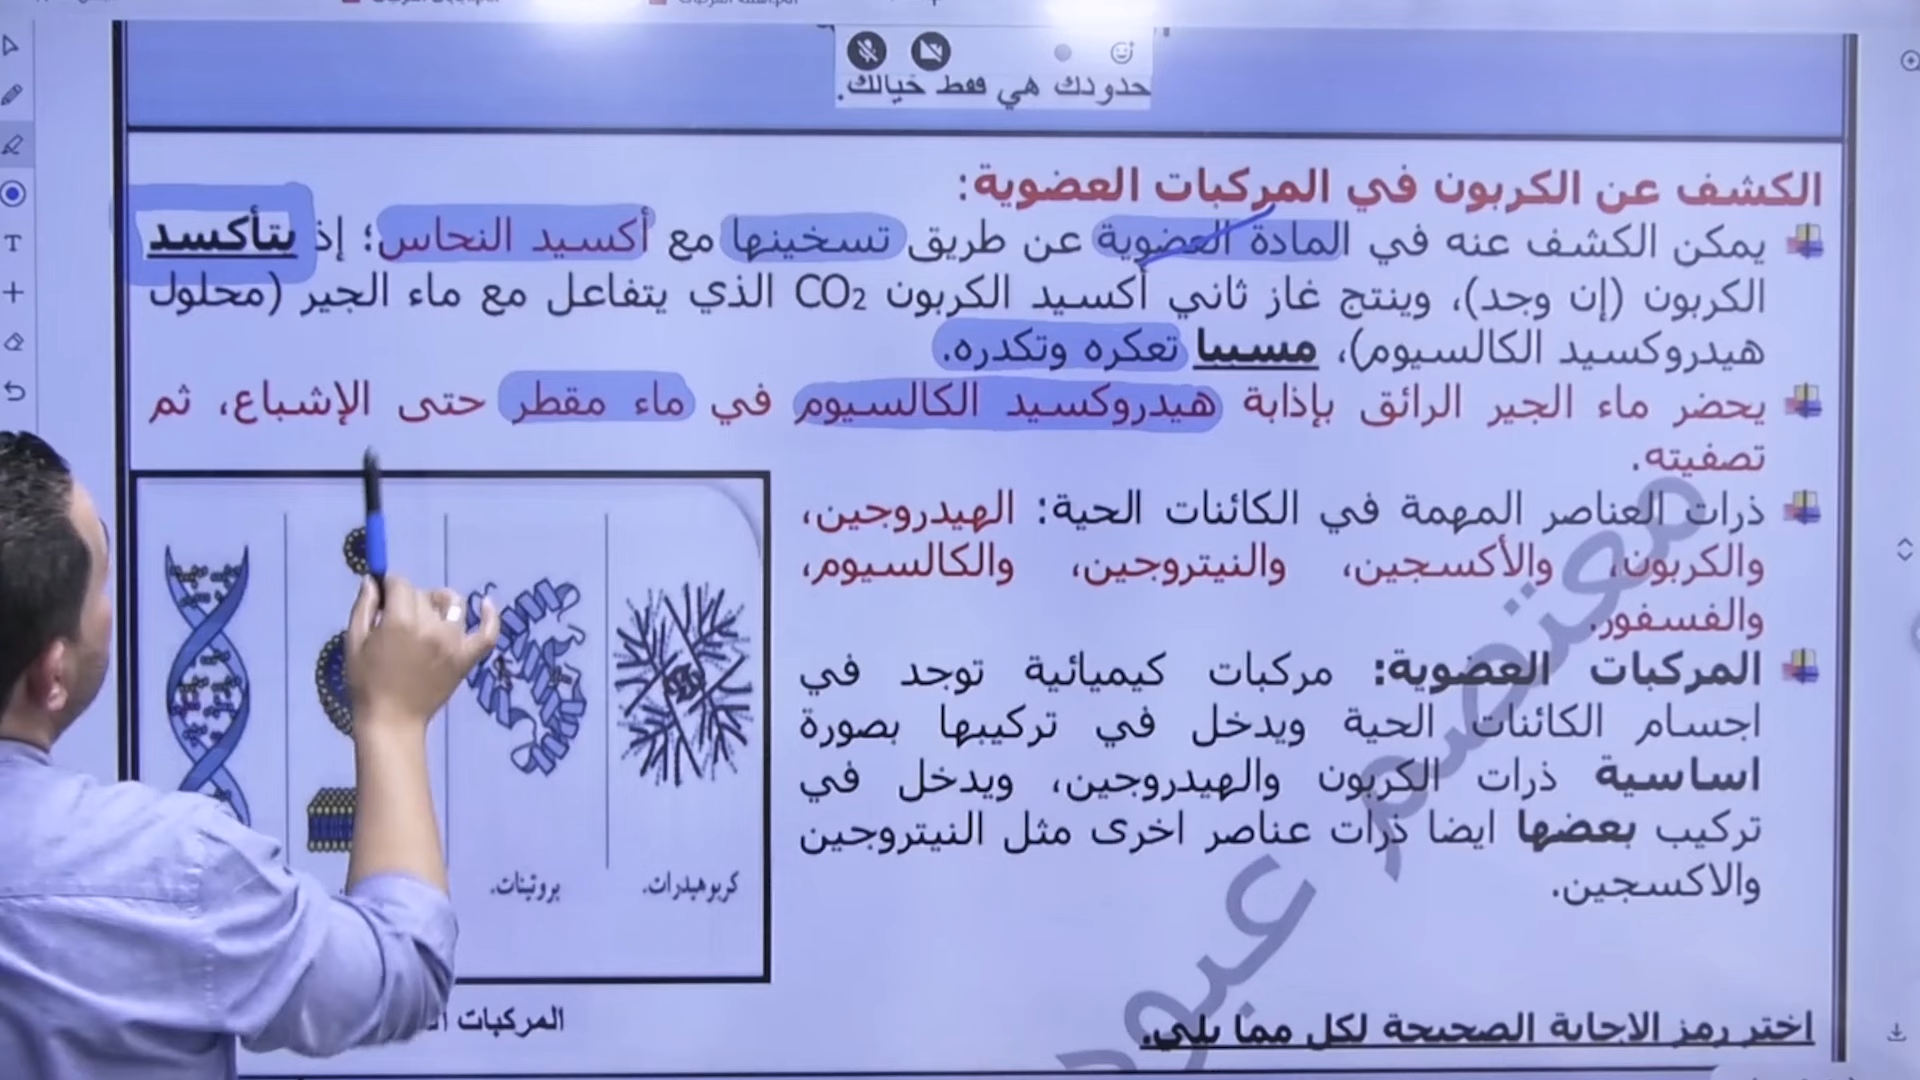 حدودك هي فقط خيالك.
الكشف عن الكربون في المركبات العضوية:
يمكن الكشف عنه في المادة العضوية عن طريق تسخينها مع أكسيد النحاس؛ إذ يتأكسد
الكربون (إن وجد)، وينتج غاز ثاني أكسيد الكربون CO₂ الذي يتفاعل مع ماء الجير (محلول
هيدروكسيد الكالسيوم)، مسببا تعكره وتكدره.
يحضر ماء الجير الرائق بإذابة هيدروكسيد الكالسيوم في ماء مقطر حتى الإشباع، ثم
تصفيته.
ذرات العناصر المهمة في الكائنات الحية: الهيدروجين،
والكربون، والأكسجين، والنيتروجين، والكالسيوم،
والفسفور.
المركبات العضوية: مركبات كيميائية توجد في
اجسام الكائنات الحية ويدخل في تركيبها بصورة
اساسية ذرات الكربون والهيدروجين، ويدخل في
تركيب بعضها ايضا ذرات عناصر اخرى مثل النيتروجين
والاكسجين.
كربوهيدرات.
بروتينات.
المركبات
اختر رمز الاجابة الصحيحة لكل مما يلي.
معتصم عبود
T